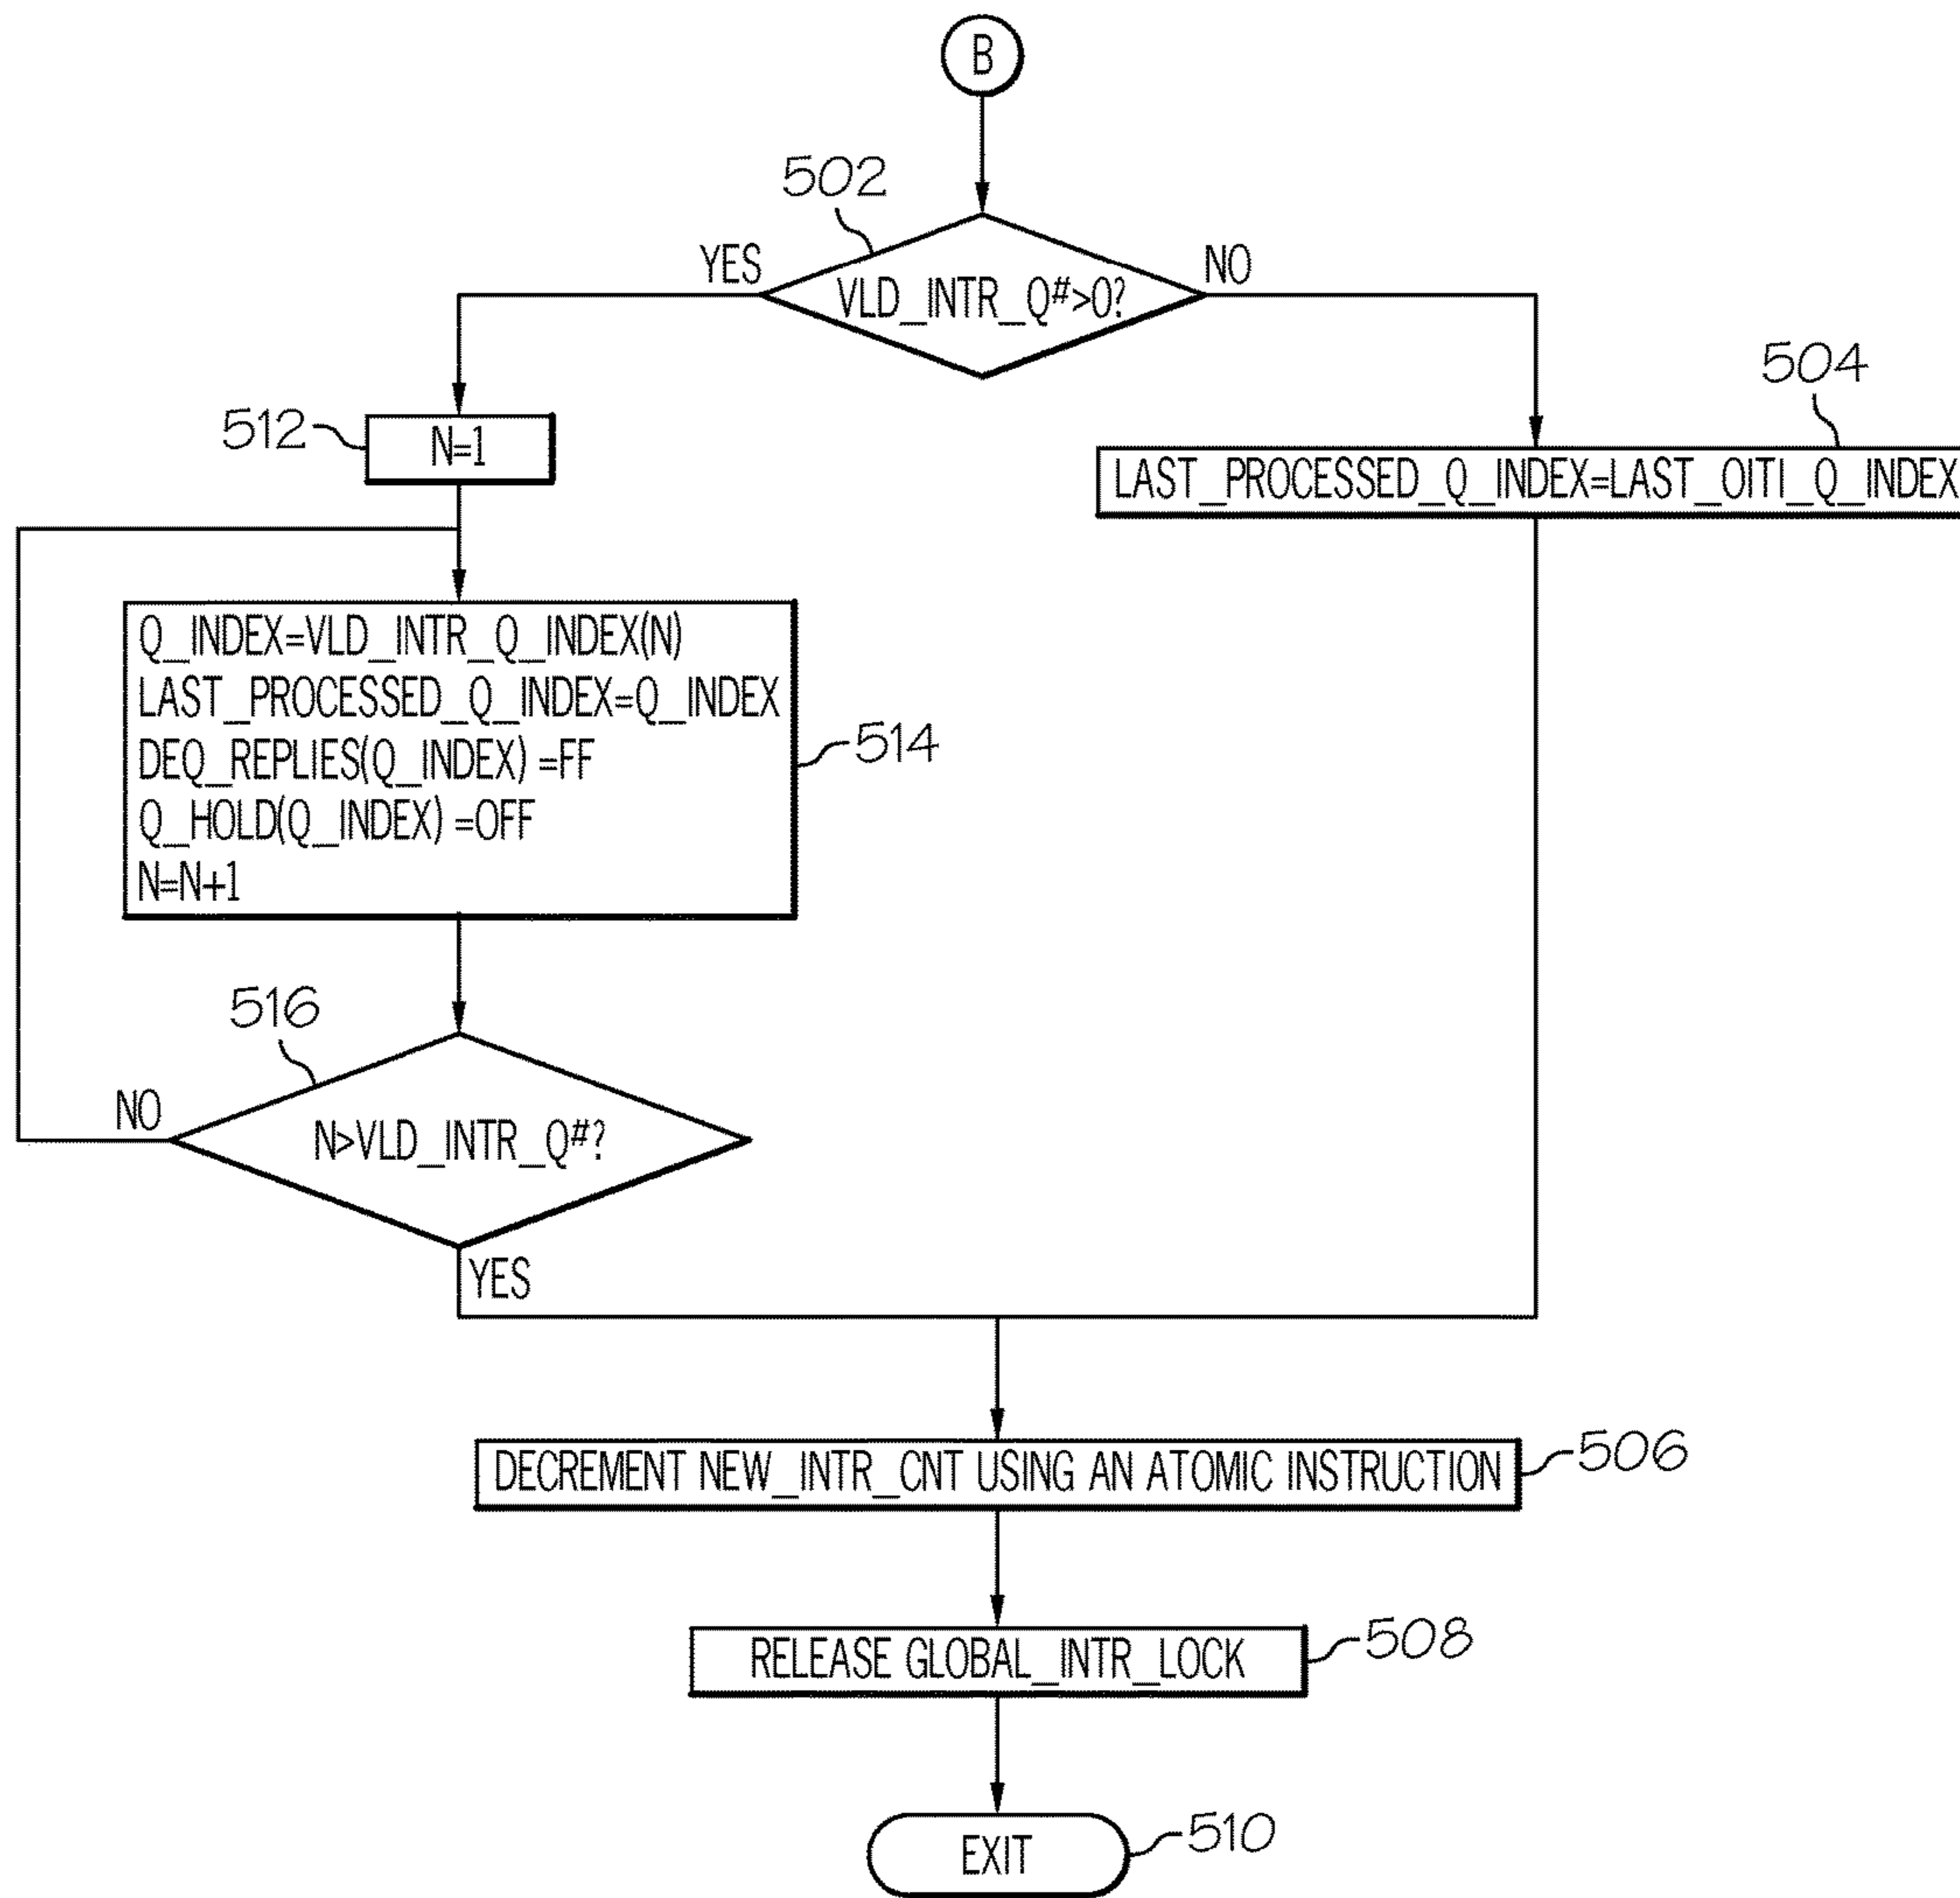 B
502
YES
NO
VLD_INTR_Q#>0?
504
512
N=1
LAST_PROCESSED_Q_INDEX=LAST_OITI_Q_INDEX
Q_INDEX=VLD_INTR_Q_INDEX(N)
LAST_PROCESSED_Q_INDEX=Q_INDEX
DEQ_REPLIES(Q_INDEX) =FF
Q_HOLD(Q_INDEX) =OFF
N=N+1
514
516
NO
N>VLD_INTR_Q#?
YES
DECREMENT NEW_INTR_CNT USING AN ATOMIC INSTRUCTION
506
RELEASE GLOBAL_INTR_LOCK
508
EXIT
510